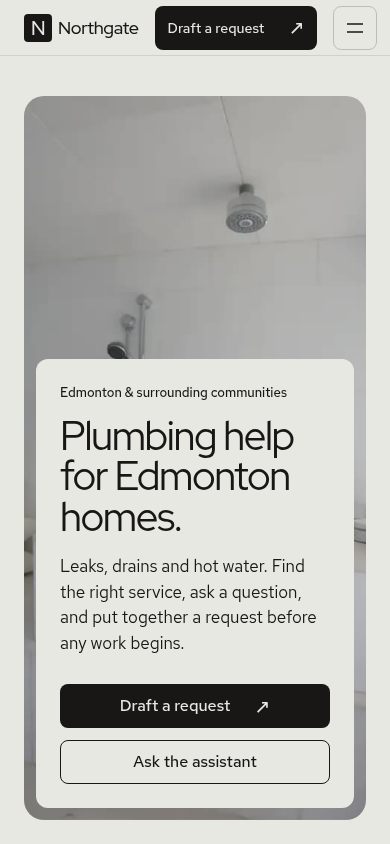 N Northgate
Draft a request
Edmonton & surrounding communities
Plumbing help
for Edmonton
homes.
Leaks, drains and hot water. Find
the right service, ask a question,
and put together a request before
any work begins.
Draft a request
Ask the assistant